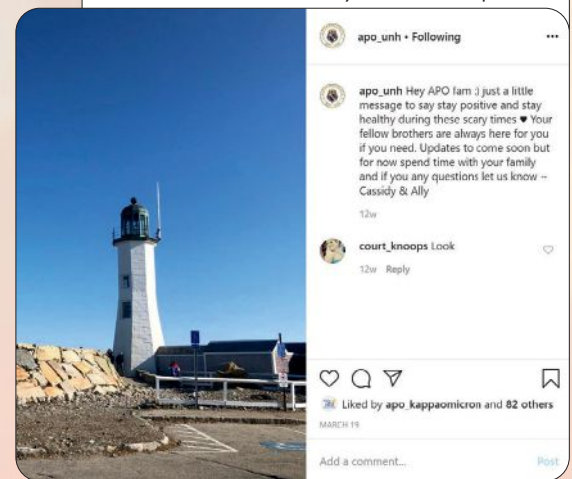 apo_unh • Following
apo_unh Hey APO fam :) just a little
message to say stay positive and stay
healthy during these scary times ♥ Your
fellow brothers are always here for you
if you need. Updates to come soon but
for now spend time with your family
and if you any questions let us know --
Cassidy & Ally
12w
court_knoops Look
12w Reply
Liked by apo_kappaomicron and 82 others
MARCH 19
Add a comment...
Post